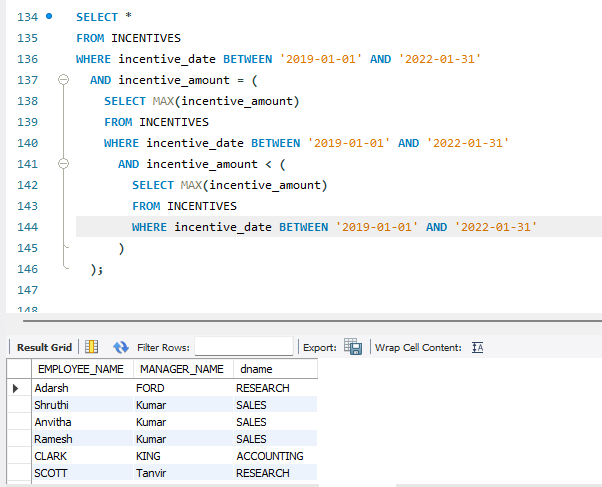 134 SELECT *
135 FROM INCENTIVES
136 WHERE incentive_date BETWEEN '2019-01-01' AND '2022-01-31'
137 AND incentive_amount = (
138 SELECT MAX(incentive_amount)
139 FROM INCENTIVES
140 WHERE incentive_date BETWEEN '2019-01-01' AND '2022-01-31'
141 AND incentive_amount < (
142 SELECT MAX(incentive_amount)
143 FROM INCENTIVES
144 WHERE incentive_date BETWEEN '2019-01-01' AND '2022-01-31'
145 )
146 );
147
148
Result Grid Filter Rows: Export: Wrap Cell Content:
EMPLOYEE_NAME MANAGER_NAME dname
Adarsh FORD RESEARCH
Shruthi Kumar SALES
Anvitha Kumar SALES
Ramesh Kumar SALES
CLARK KING ACCOUNTING
SCOTT Tanvir RESEARCH